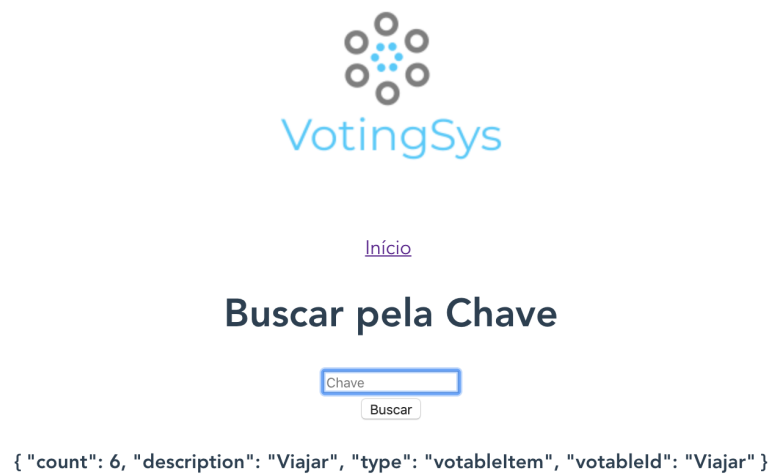 VotingSys
Início
Buscar pela Chave
Chave
Buscar
{ "count": 6, "description": "Viajar", "type": "votableItem", "votableId": "Viajar" }